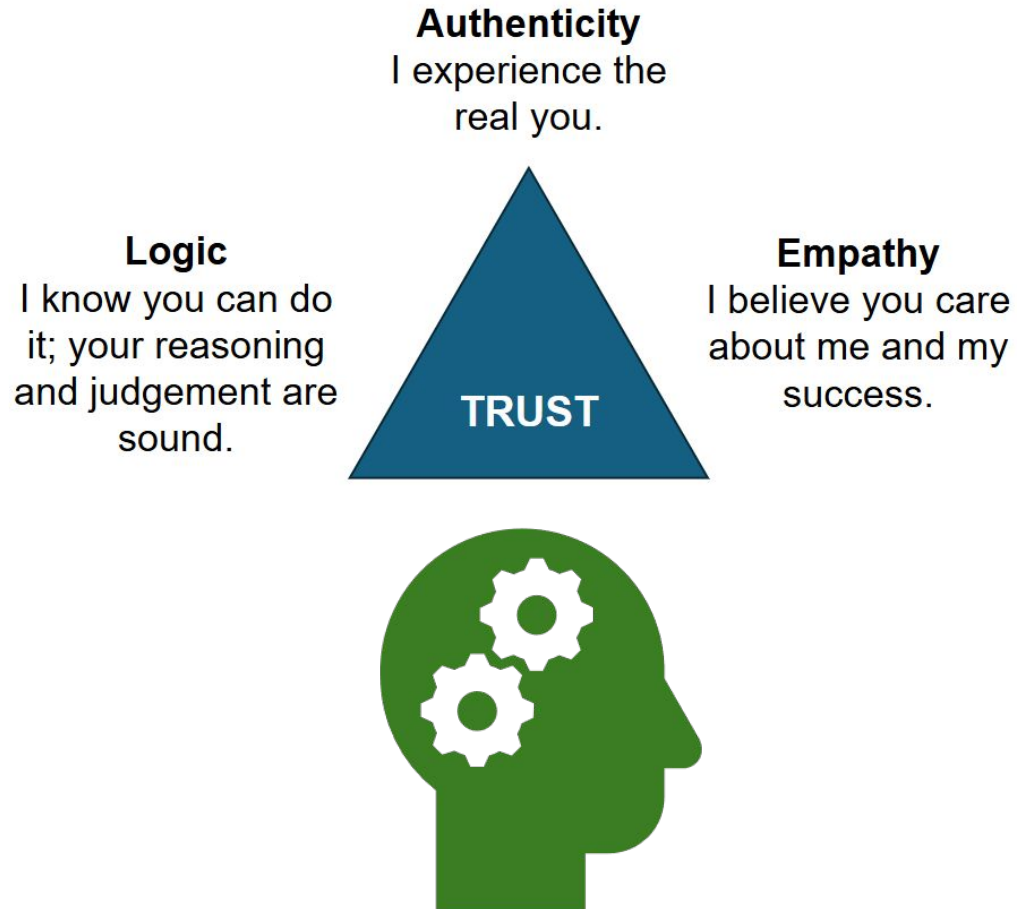 Authenticity
I experience the
real you.
Logic
I know you can do
it; your reasoning
and judgement are
sound.
Empathy
I believe you care
about me and my
success.
TRUST